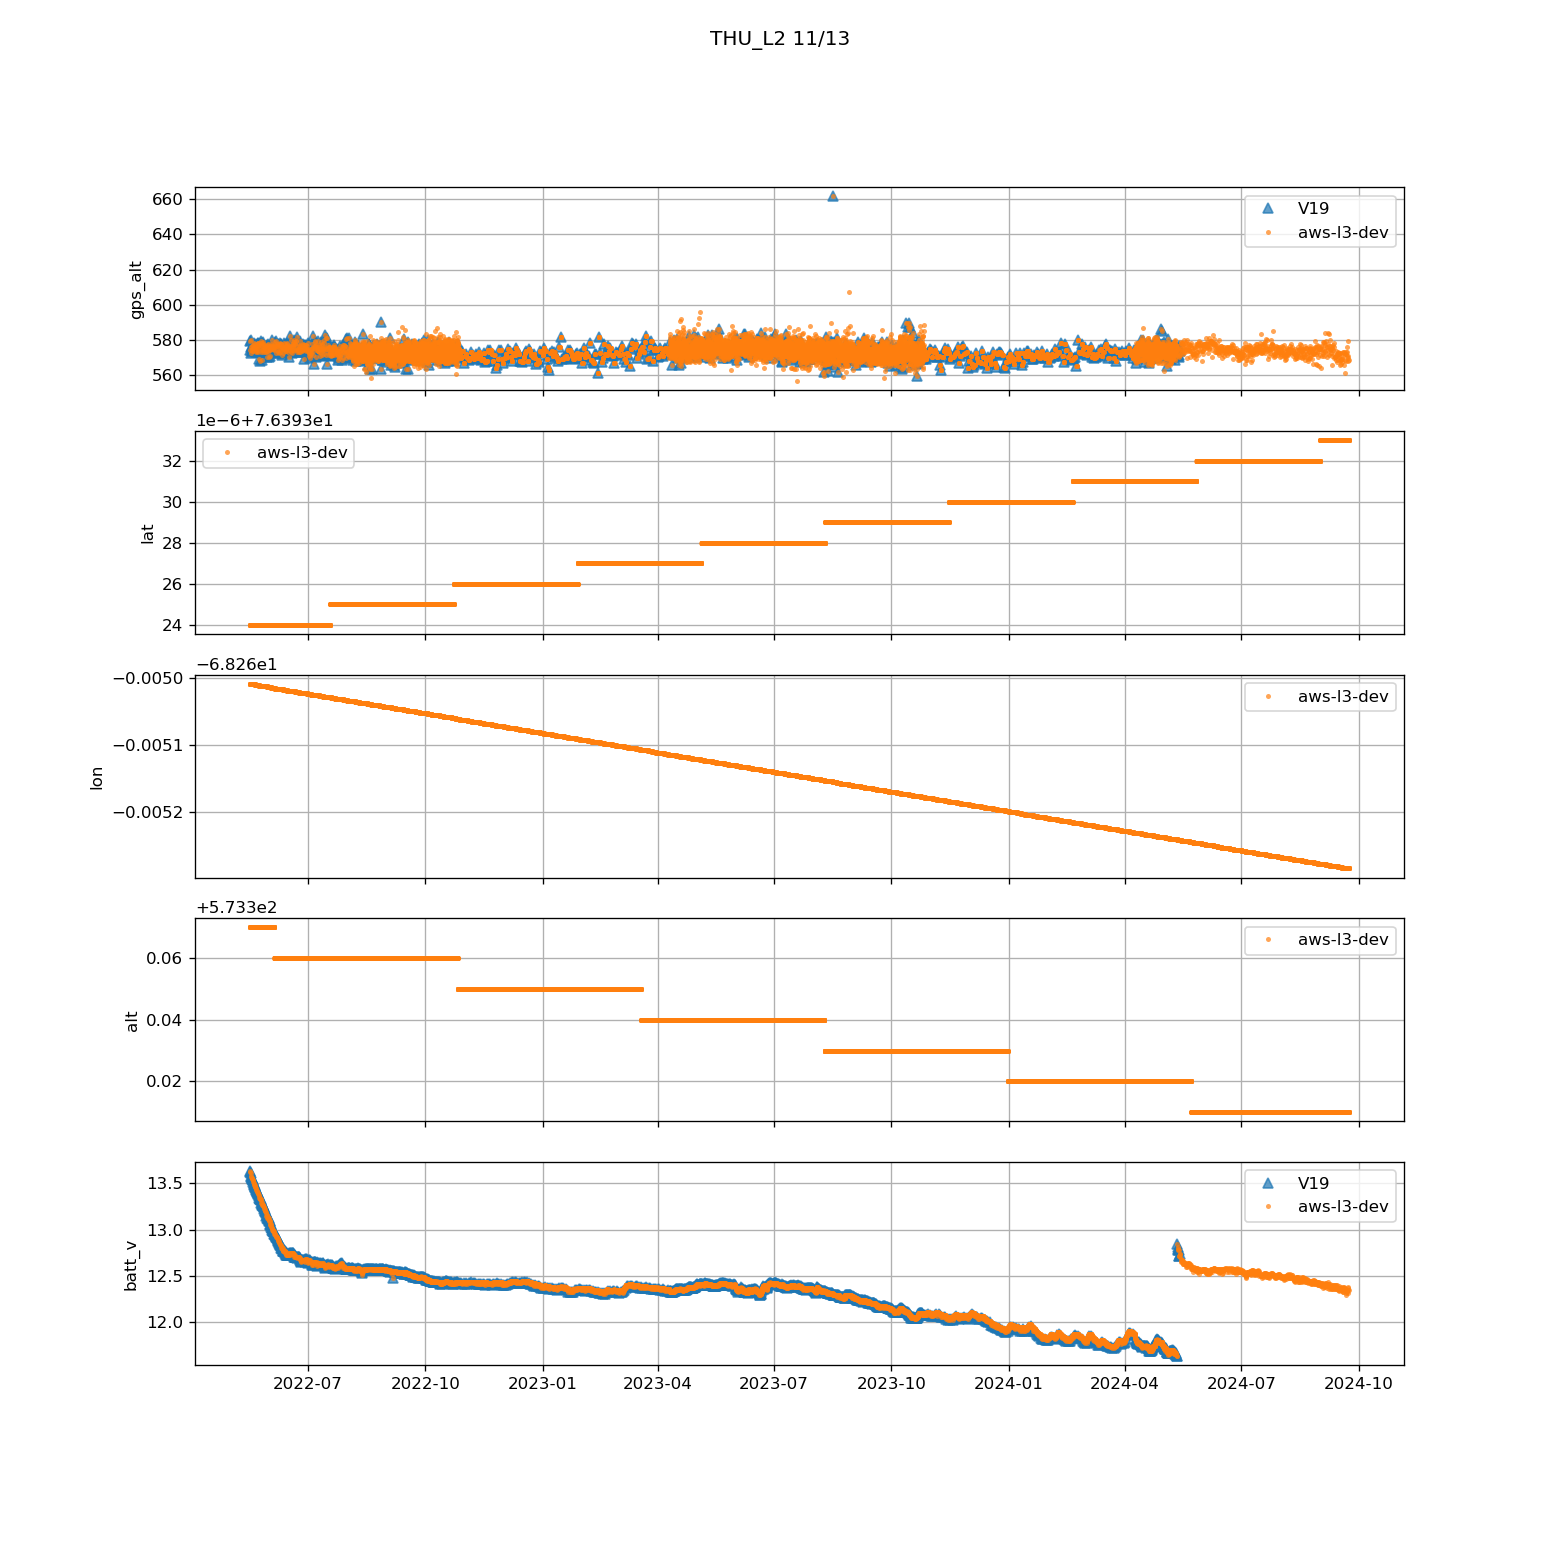 THU_L2 11/13
660
640
620
600
580
560
gps_alt
V19
aws-l3-dev
1e−6+7.6393e1
32
30
28
26
24
lat
aws-l3-dev
−6.826e1
−0.0050
−0.0051
−0.0052
lon
aws-l3-dev
+5.733e2
0.06
0.04
0.02
alt
aws-l3-dev
13.5
13.0
12.5
12.0
batt_v
V19
aws-l3-dev
2022-07 2022-10 2023-01 2023-04 2023-07 2023-10 2024-01 2024-04 2024-07 2024-10